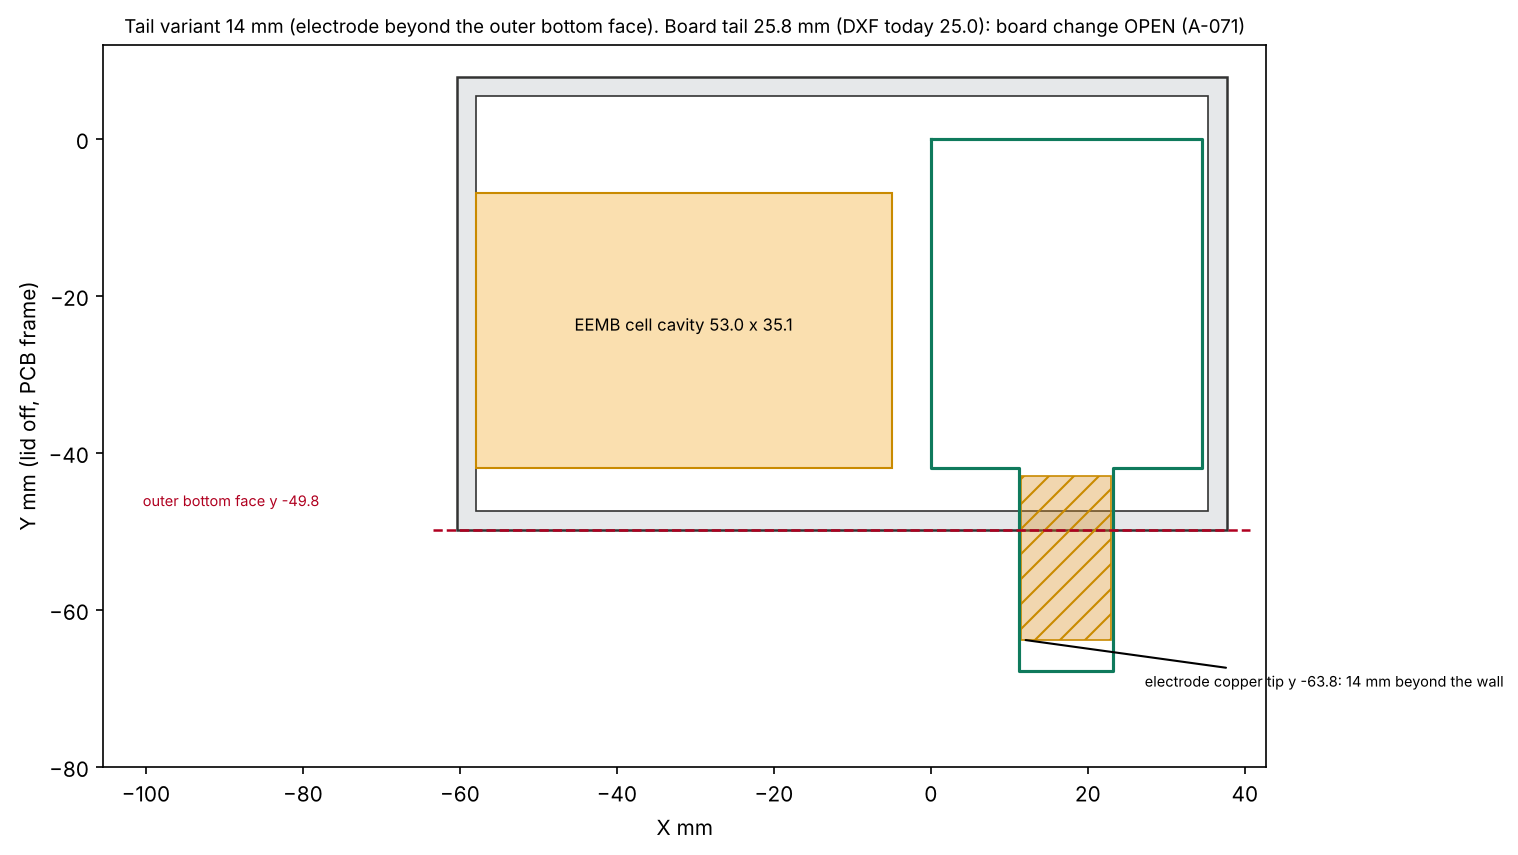 Tail variant 14 mm (electrode beyond the outer bottom face). Board tail 25.8 mm (DXF today 25.0): board change OPEN (A-071)
Y mm (lid off, PCB frame)
0
−20
−40
−60
−80
EEMB cell cavity 53.0 x 35.1
outer bottom face y -49.8
electrode copper tip y -63.8: 14 mm beyond the wall
−100
−80
−60
−40
−20
0
20
40
X mm